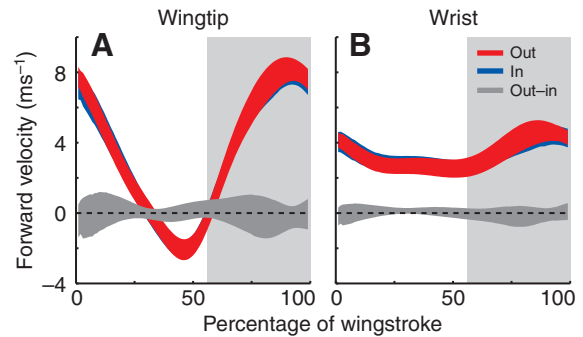 Wingtip
Wrist
A
B
Out
In
Out–in
Forward velocity (ms⁻¹)
8
4
0
–4
0
50
100
0
50
100
Percentage of wingstroke